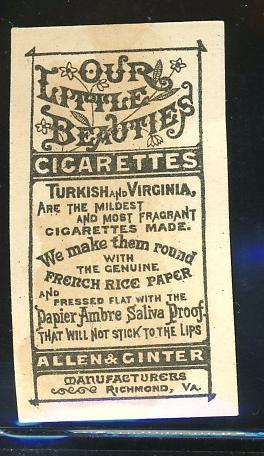 OUR
LITTLE
BEAUTIES
CIGARETTES
TURKISH AND VIRGINIA,
ARE THE MILDEST
AND MOST FRAGRANT
CIGARETTES MADE.
We make them round
WITH
THE GENUINE
FRENCH RICE PAPER
AND
PRESSED FLAT WITH THE
Papier Ambre Saliva Proof.
THAT WILL NOT STICK TO THE LIPS
ALLEN & GINTER
MANUFACTURERS
RICHMOND, VA.